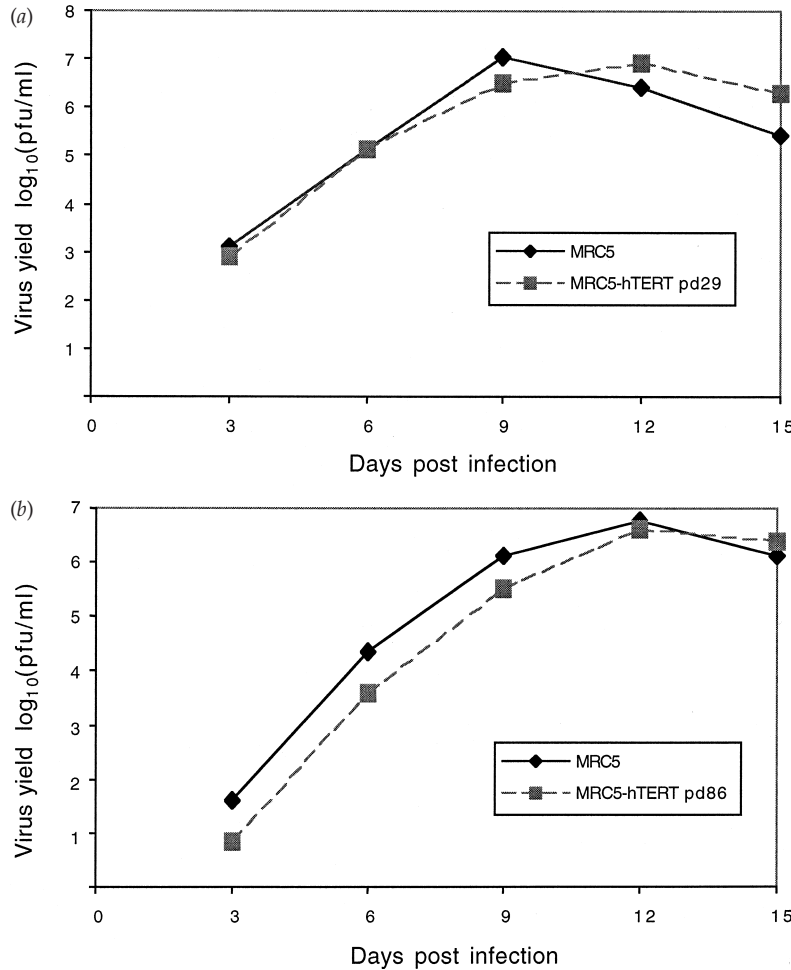 (a)
8
7
6
5
4
3
2
1
0 3 6 9 12 15
Virus yield log10(pfu/ml)
Days post infection
MRC5
MRC5-hTERT pd29
(b)
7
6
5
4
3
2
1
0 3 6 9 12 15
Virus yield log10(pfu/ml)
Days post infection
MRC5
MRC5-hTERT pd86